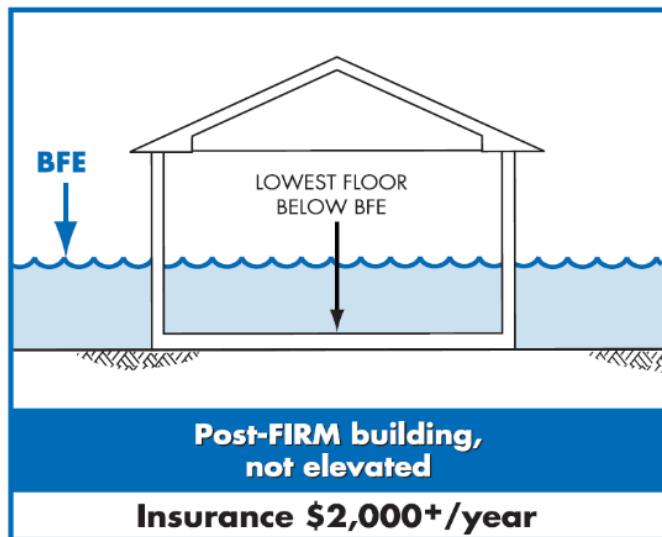 BFE
LOWEST FLOOR
BELOW BFE
Post-FIRM building,
not elevated
Insurance $2,000+/year